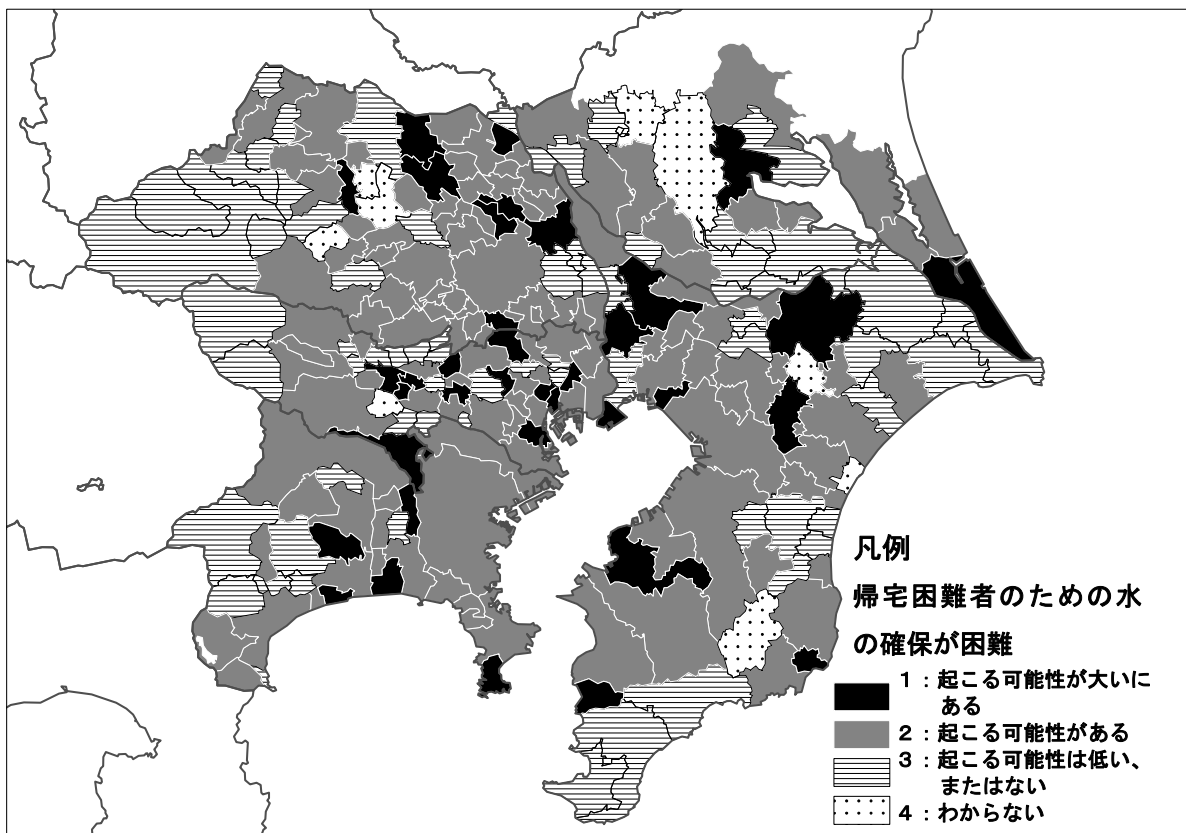 凡例
帰宅困難者のための水
の確保が困難
1：起こる可能性が大いに
ある
2：起こる可能性がある
3：起こる可能性は低い、
またはない
4：わからない